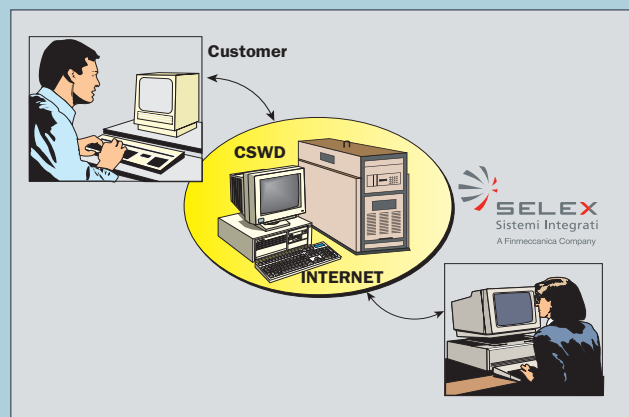 Customer
CSWD
INTERNET
SELEX
Sistemi Integrati
A Finmeccanica Company